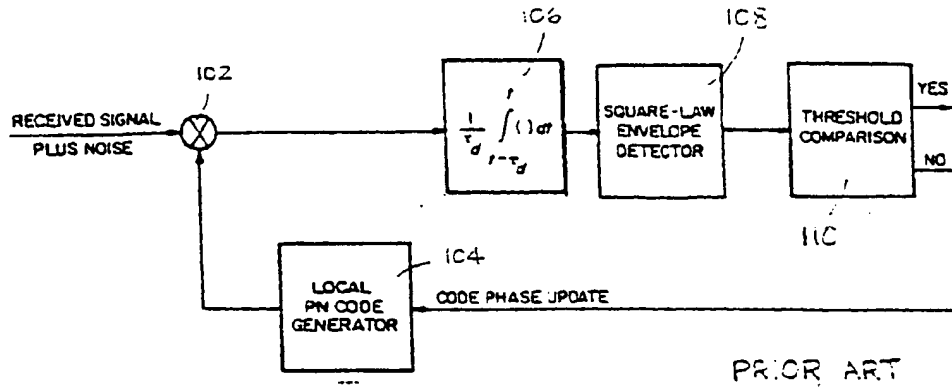 106
108
102
RECEIVED SIGNAL
PLUS NOISE
1/τd ∫ t t-τd ( ) dt
SQUARE-LAW
ENVELOPE
DETECTOR
THRESHOLD
COMPARISON
YES
NO
110
104
LOCAL
PN CODE
GENERATOR
CODE PHASE UPDATE
PRIOR ART